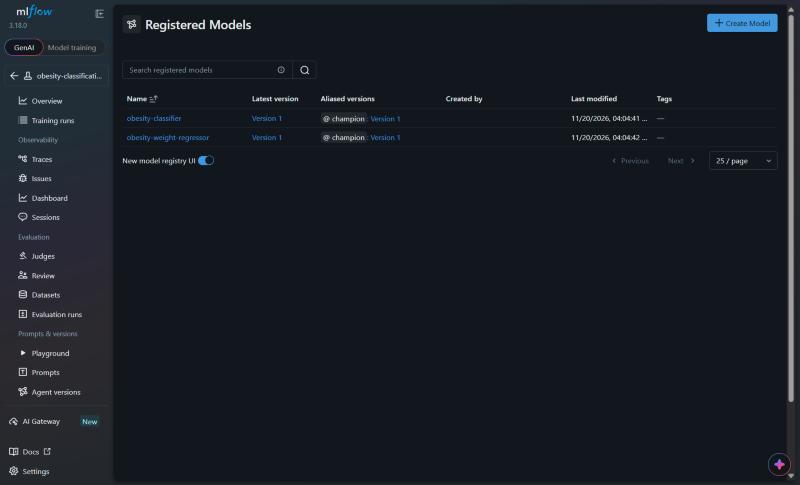 mlflow
3.18.0
GenAI Model training
obesity-classificati...
Overview
Training runs
Observability
Traces
Issues
Dashboard
Sessions
Evaluation
Judges
Review
Datasets
Evaluation runs
Prompts & versions
Playground
Prompts
Agent versions
AI Gateway New
Docs
Settings
Registered Models
+ Create Model
Search registered models
Name Latest version Aliased versions Created by Last modified Tags
obesity-classifier Version 1 @ champion: Version 1 11/20/2026, 04:04:41 ... —
obesity-weight-regressor Version 1 @ champion: Version 1 11/20/2026, 04:04:42 ... —
New model registry UI
Previous Next 25 / page